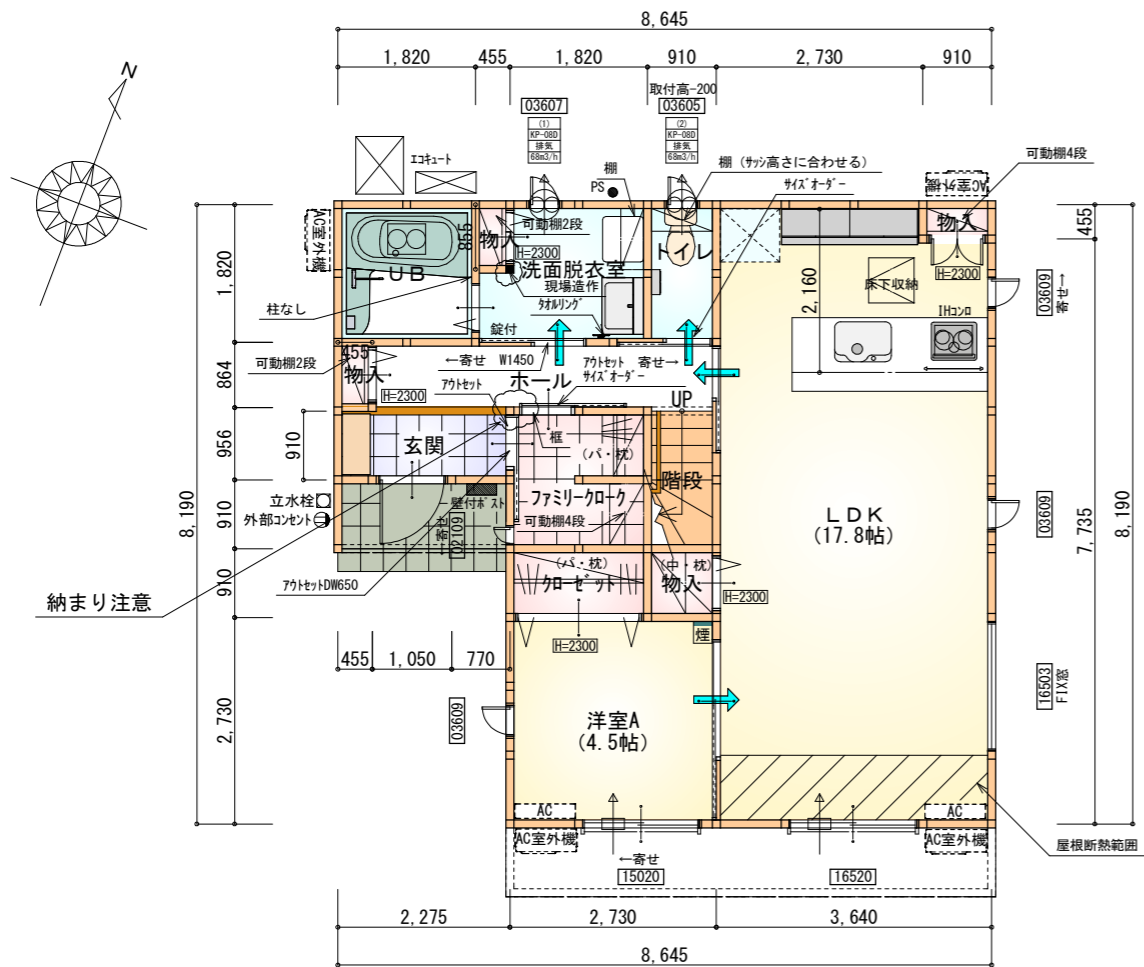 8,645
1,820
455
1,820
910
2,730
910
N
取付高-200
03607
03605
(1)
KP-08D
排気
68m3/h
(2)
KP-08D
排気
68m3/h
エコキュート
棚
PS
棚（サッシ高さに合わせる）
サイズオーダー
可動棚4段
AC室外機
AC室外機
可動棚2段
物入
855
H=2300
トイレ
物入
H=2300
455
UB
洗面脱衣室
現場造作
タオルリング
2,160
床下収納
IHコンロ
03609
寄せ→
1,820
柱なし
錠付
可動棚2段
455
物入
←寄せ
W1450
アウトセット
サイズオーダー
寄せ→
864
H=2300
アウトセット
ホール
UP
956
910
玄関
框
(パ・枕)
階段
8,190
立水栓
外部コンセント
壁付ポスト
ファミリークローク
可動棚4段
LDK
(17.8帖)
03609
7,735
8,190
910
寄せ
02109
910
アウトセットDW650
(パ・枕)
クローゼット
(中・枕)
物入
H=2300
納まり注意
H=2300
煙
455
1,050
770
16503
FIX窓
2,730
03609
洋室A
(4.5帖)
AC
AC
AC室外機
AC室外機
屋根断熱範囲
←寄せ
15020
16520
2,275
2,730
3,640
8,645